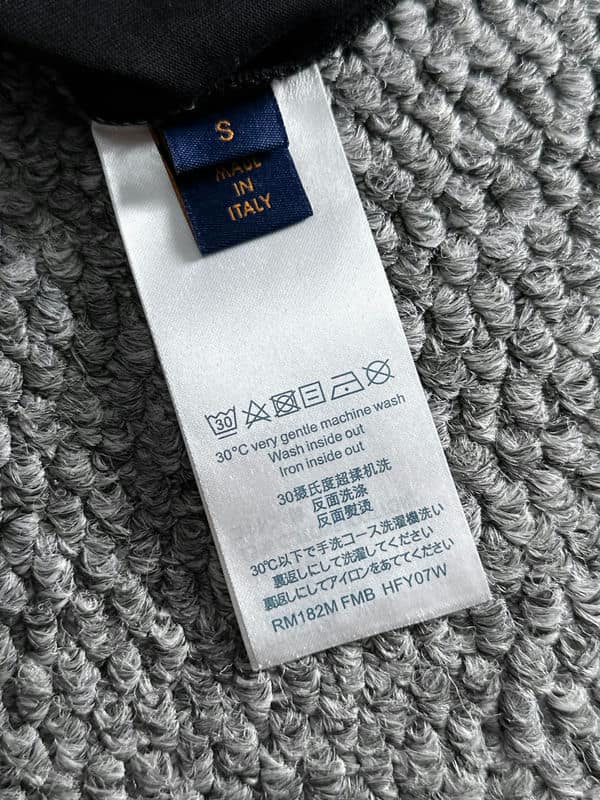 S
MADE
IN
ITALY
30
30°C very gentle machine wash
Wash inside out
Iron inside out
30摄氏度超揉机洗
反面洗涤
反面熨烫
30℃以下で手洗コース洗濯機洗い
裏返しにして洗濯してください
裏返しにしてアイロンをあててください
RM182M FMB HFY07W